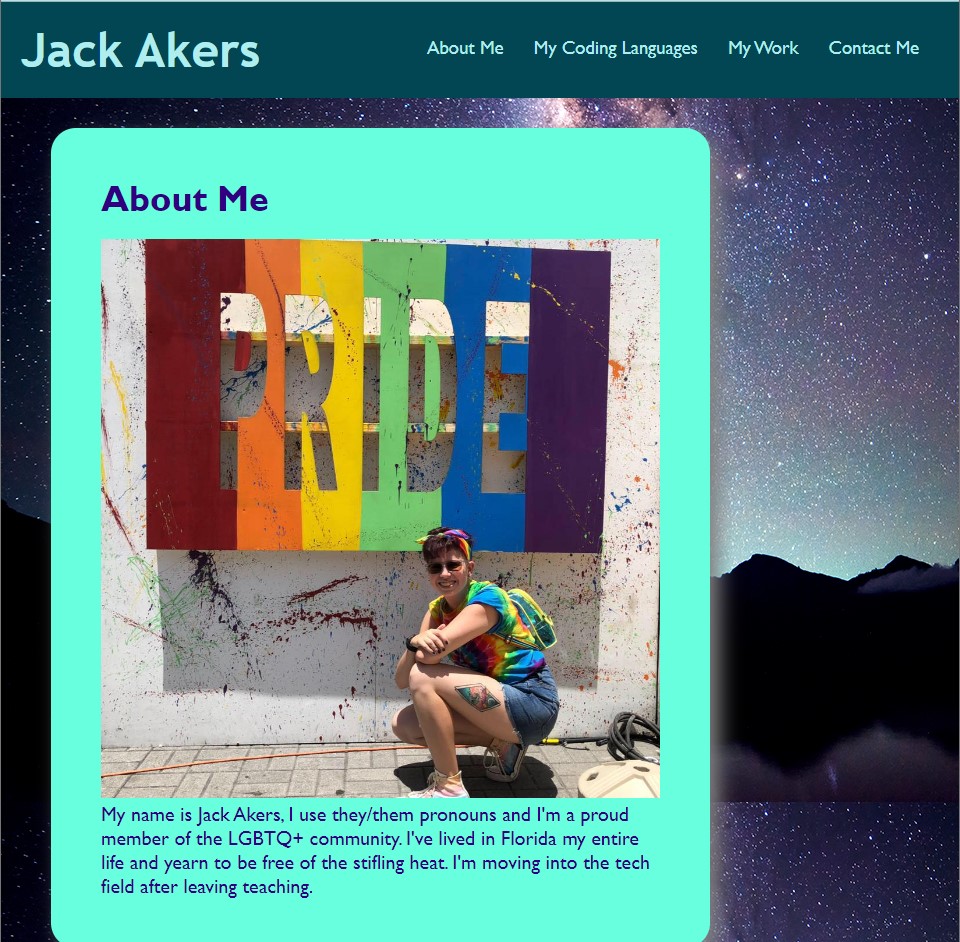 Jack Akers
About Me
My Coding Languages
My Work
Contact Me
About Me
PRIDE
My name is Jack Akers, I use they/them pronouns and I'm a proud
member of the LGBTQ+ community. I've lived in Florida my entire
life and yearn to be free of the stifling heat. I'm moving into the tech
field after leaving teaching.